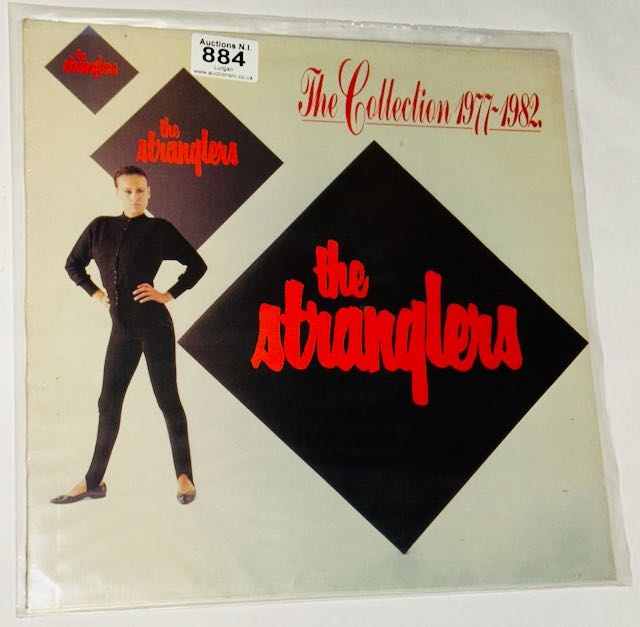 the
stranglers
Auctions N.I.
884
Lurgan
www.auctionsni.co.uk
The Collection 1977-1982.
the
stranglers
the
stranglers